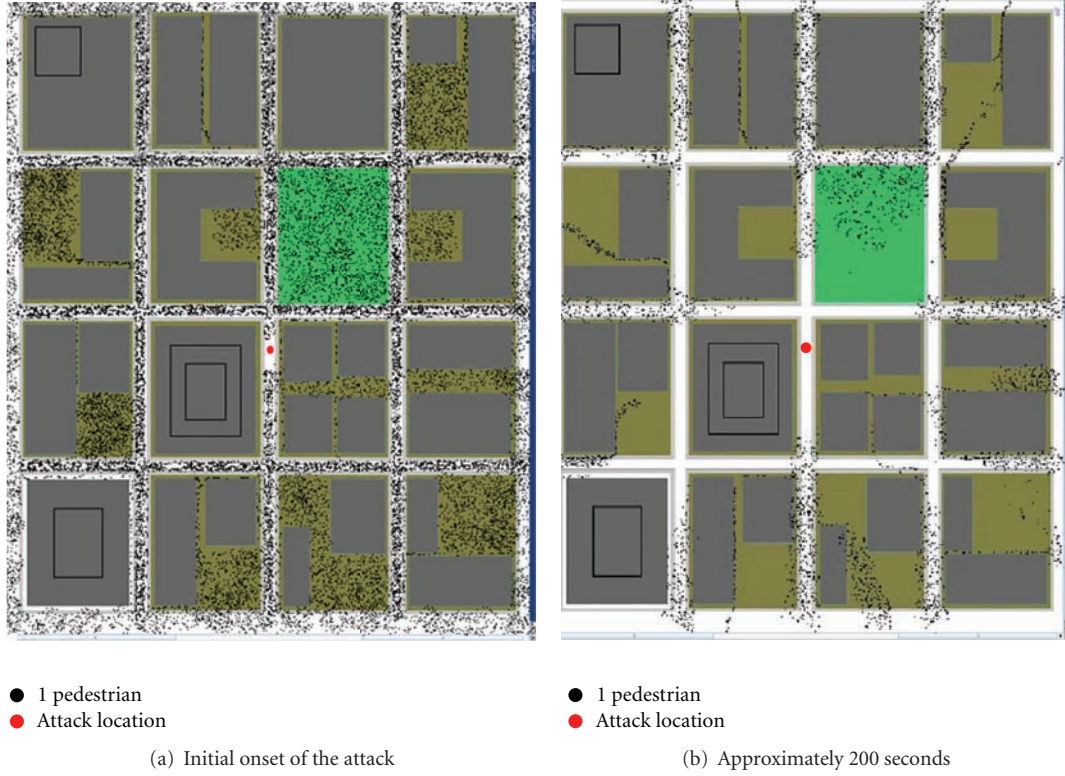 1 pedestrian
Attack location
(a) Initial onset of the attack
1 pedestrian
Attack location
(b) Approximately 200 seconds